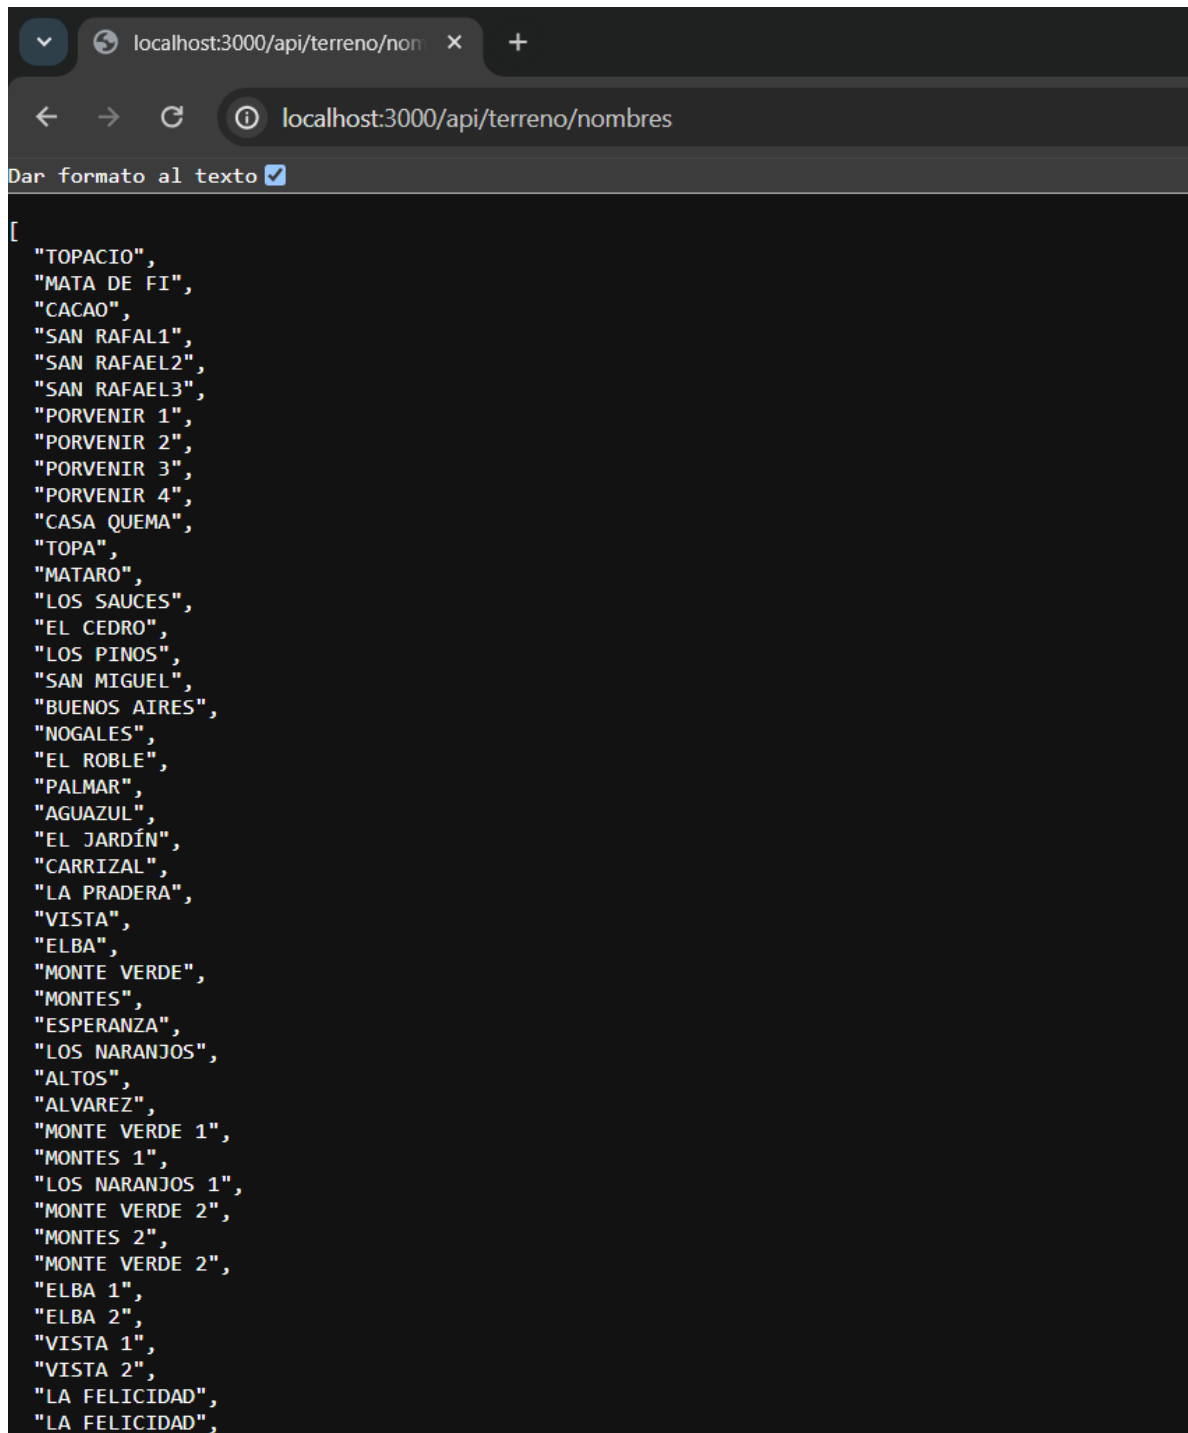 localhost:3000/api/terreno/nom
localhost:3000/api/terreno/nombres
Dar formato al texto
[
"TOPACIO",
"MATA DE FI",
"CACAO",
"SAN RAFAL1",
"SAN RAFAEL2",
"SAN RAFAEL3",
"PORVENIR 1",
"PORVENIR 2",
"PORVENIR 3",
"PORVENIR 4",
"CASA QUEMA",
"TOPA",
"MATARO",
"LOS SAUCES",
"EL CEDRO",
"LOS PINOS",
"SAN MIGUEL",
"BUENOS AIRES",
"NOGALES",
"EL ROBLE",
"PALMAR",
"AGUAZUL",
"EL JARDÍN",
"CARRIZAL",
"LA PRADERA",
"VISTA",
"ELBA",
"MONTE VERDE",
"MONTES",
"ESPERANZA",
"LOS NARANJOS",
"ALTOS",
"ALVAREZ",
"MONTE VERDE 1",
"MONTES 1",
"LOS NARANJOS 1",
"MONTE VERDE 2",
"MONTES 2",
"MONTE VERDE 2",
"ELBA 1",
"ELBA 2",
"VISTA 1",
"VISTA 2",
"LA FELICIDAD",
"LA FELICIDAD",